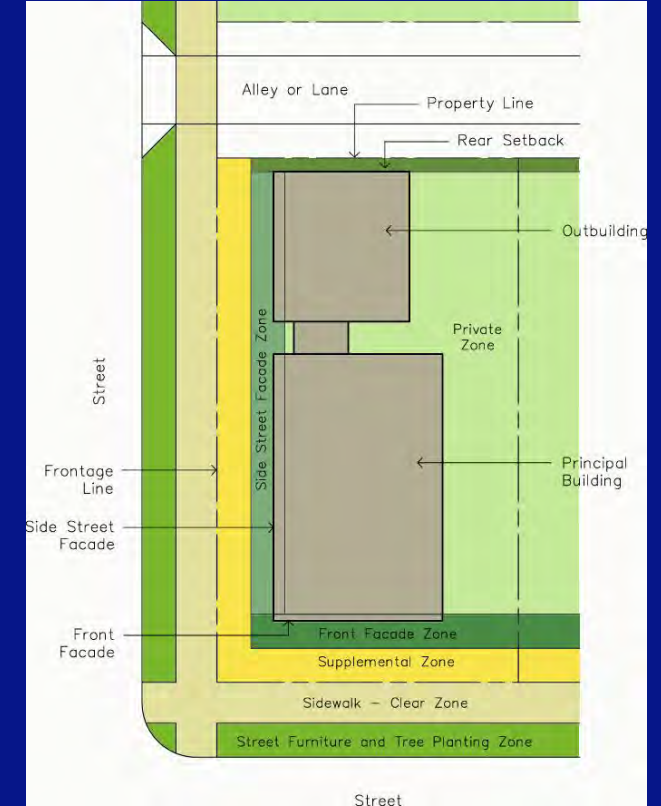 Alley or Lane
Property Line
Rear Setback
Outbuilding
Private
Zone
Side Street Facade Zone
Street
Frontage
Line
Principal
Building
Side Street
Facade
Front
Facade
Front Facade Zone
Supplemental Zone
Sidewalk - Clear Zone
Street Furniture and Tree Planting Zone
Street